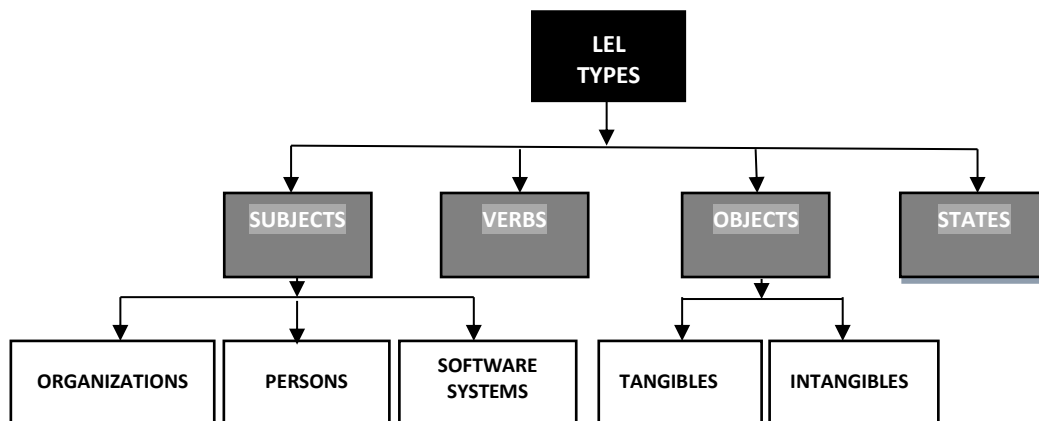 LEL
TYPES
SUBJECTS
VERBS
OBJECTS
STATES
ORGANIZATIONS
PERSONS
SOFTWARE
SYSTEMS
TANGIBLES
INTANGIBLES